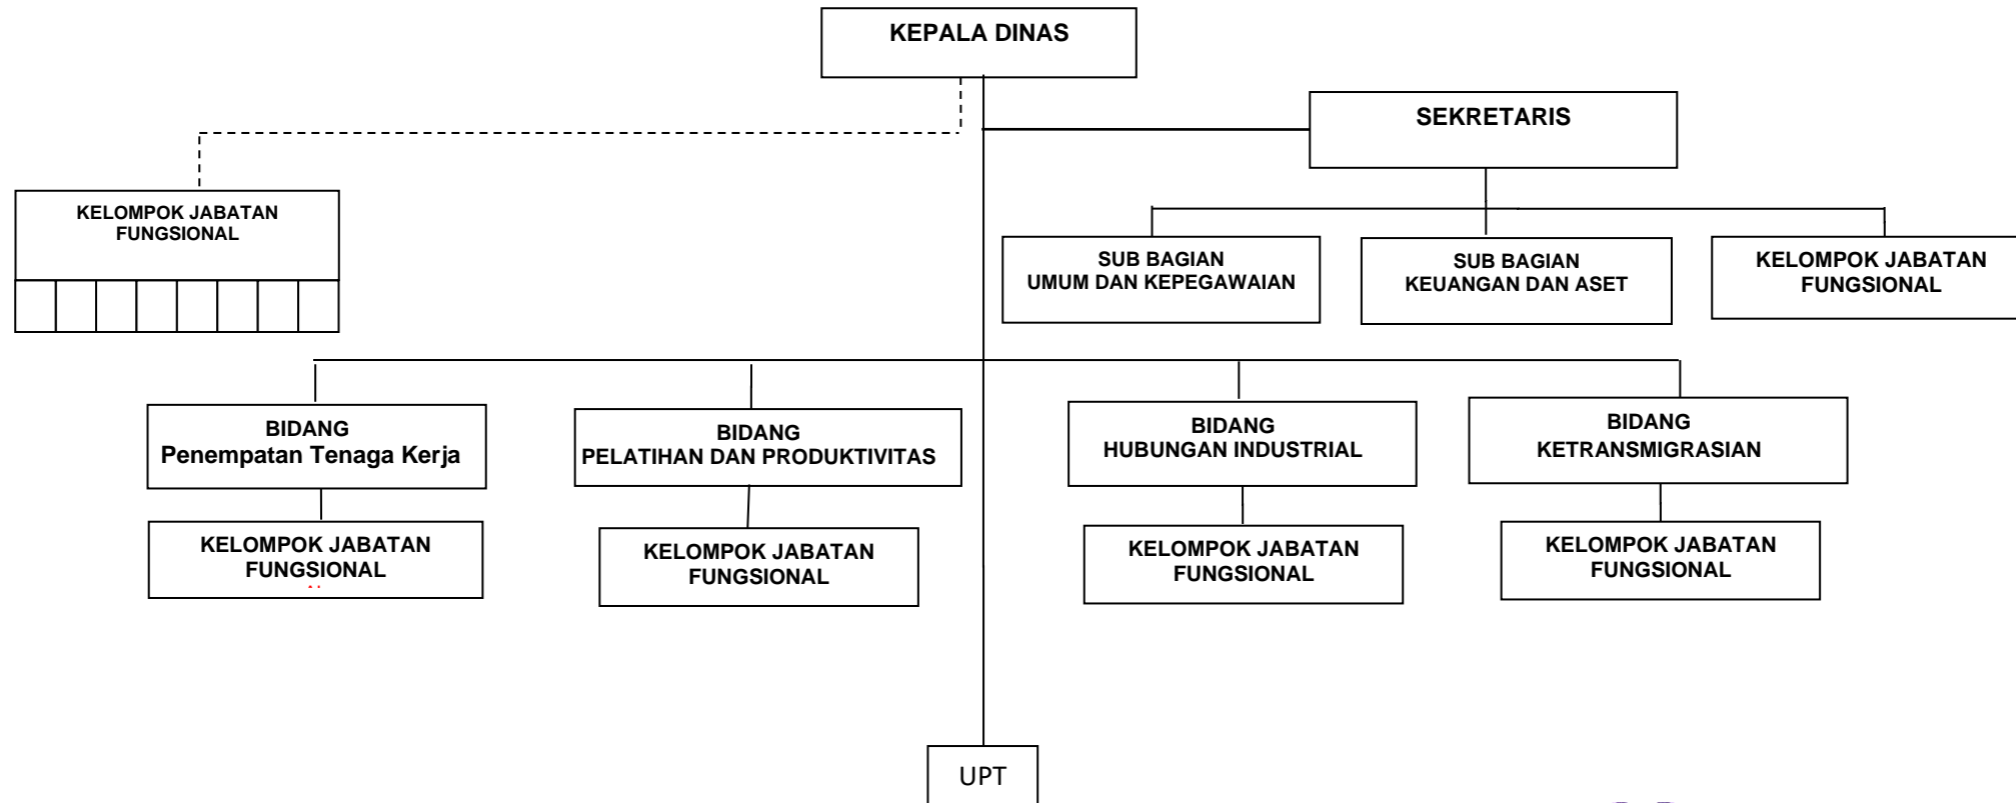 KEPALA DINAS
SEKRETARIS
KELOMPOK JABATAN
FUNGSIONAL
SUB BAGIAN
UMUM DAN KEPEGAWAIAN
SUB BAGIAN
KEUANGAN DAN ASET
KELOMPOK JABATAN
FUNGSIONAL
BIDANG
Penempatan Tenaga Kerja
BIDANG
PELATIHAN DAN PRODUKTIVITAS
BIDANG
HUBUNGAN INDUSTRIAL
BIDANG
KETRANSMIGRASIAN
KELOMPOK JABATAN
FUNGSIONAL
KELOMPOK JABATAN
FUNGSIONAL
KELOMPOK JABATAN
FUNGSIONAL
KELOMPOK JABATAN
FUNGSIONAL
UPT